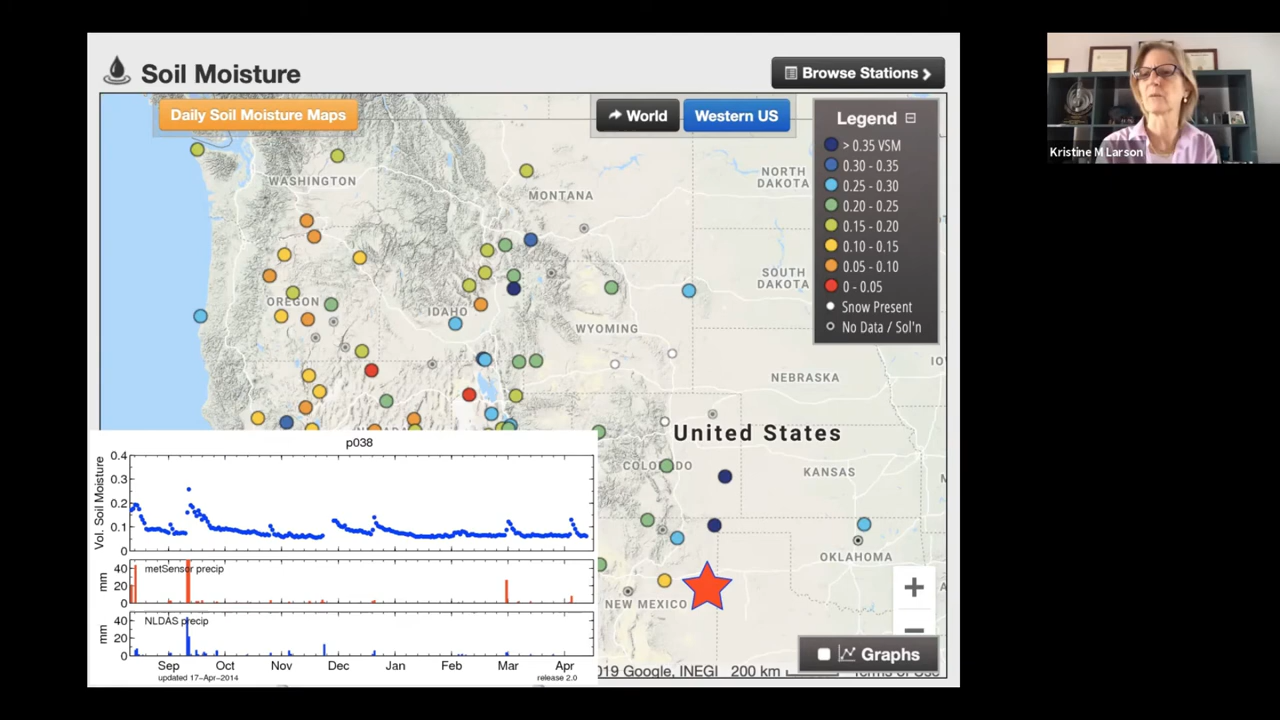 Soil Moisture
Browse Stations
Daily Soil Moisture Maps
World
Western US
Legend
> 0.35 VSM
0.30 - 0.35
0.25 - 0.30
0.20 - 0.25
0.15 - 0.20
0.10 - 0.15
0.05 - 0.10
0 - 0.05
Snow Present
No Data / Sol'n
WASHINGTON
MONTANA
NORTH
DAKOTA
OREGON
IDAHO
SOUTH
DAKOTA
WYOMING
NEBRASKA
United States
COLORADO
KANSAS
OKLAHOMA
NEW MEXICO
Graphs
19 Google, INEGI
200 km
Terms of Use
p038
Vol. Soil Moisture
0.4
0.3
0.2
0.1
0
metSensor precip
mm
40
20
0
NLDAS precip
mm
40
20
0
Sep Oct Nov Dec Jan Feb Mar Apr
updated 17-Apr-2014
release 2.0
Kristine M Larson